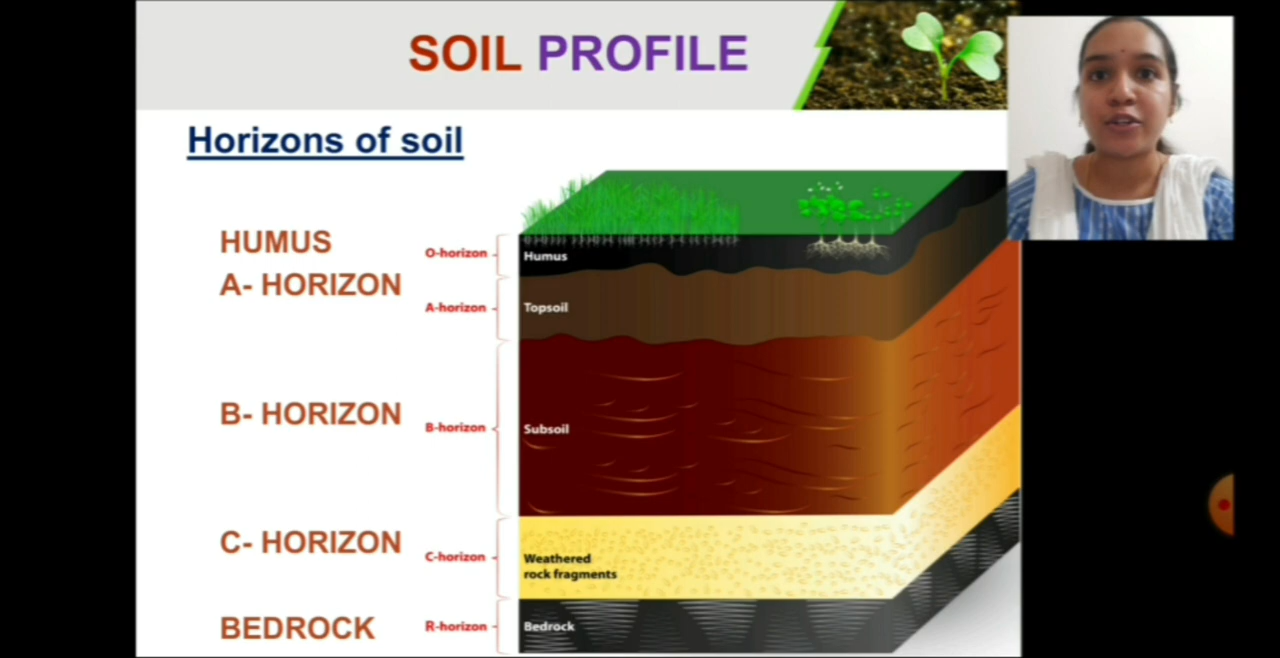 SOIL PROFILE
Horizons of soil
HUMUS
O-horizon
Humus
A- HORIZON
A-horizon
Topsoil
B- HORIZON
B-horizon
Subsoil
C- HORIZON
C-horizon
Weathered
rock fragments
BEDROCK
R-horizon
Bedrock